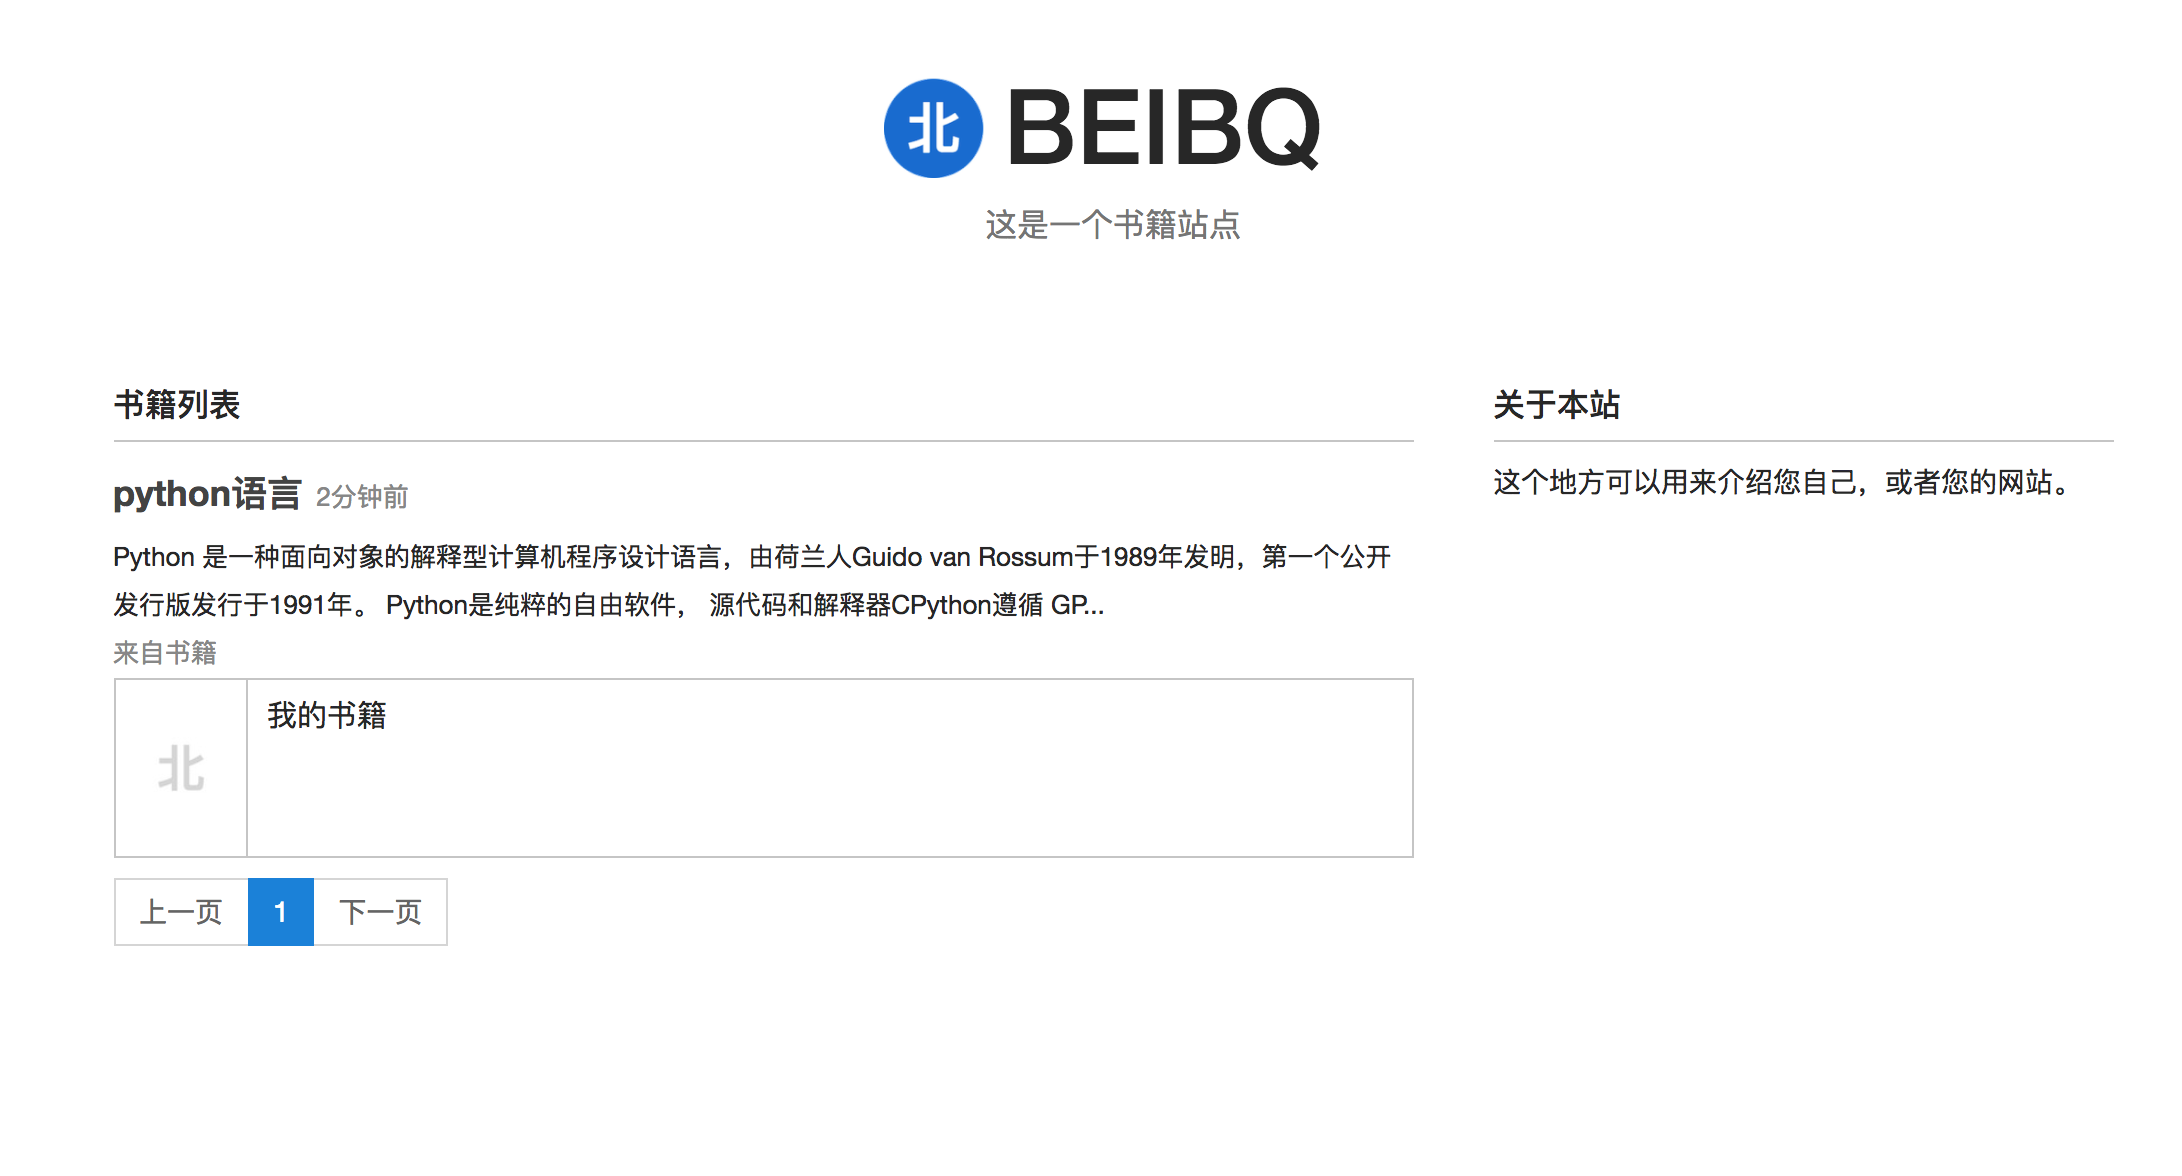 北 BEIBQ
这是一个书籍站点
书籍列表
python语言 2分钟前
Python 是一种面向对象的解释型计算机程序设计语言，由荷兰人Guido van Rossum于1989年发明，第一个公开
发行版发行于1991年。 Python是纯粹的自由软件， 源代码和解释器CPython遵循 GP...
来自书籍
北
我的书籍
上一页 1 下一页
关于本站
这个地方可以用来介绍您自己，或者您的网站。